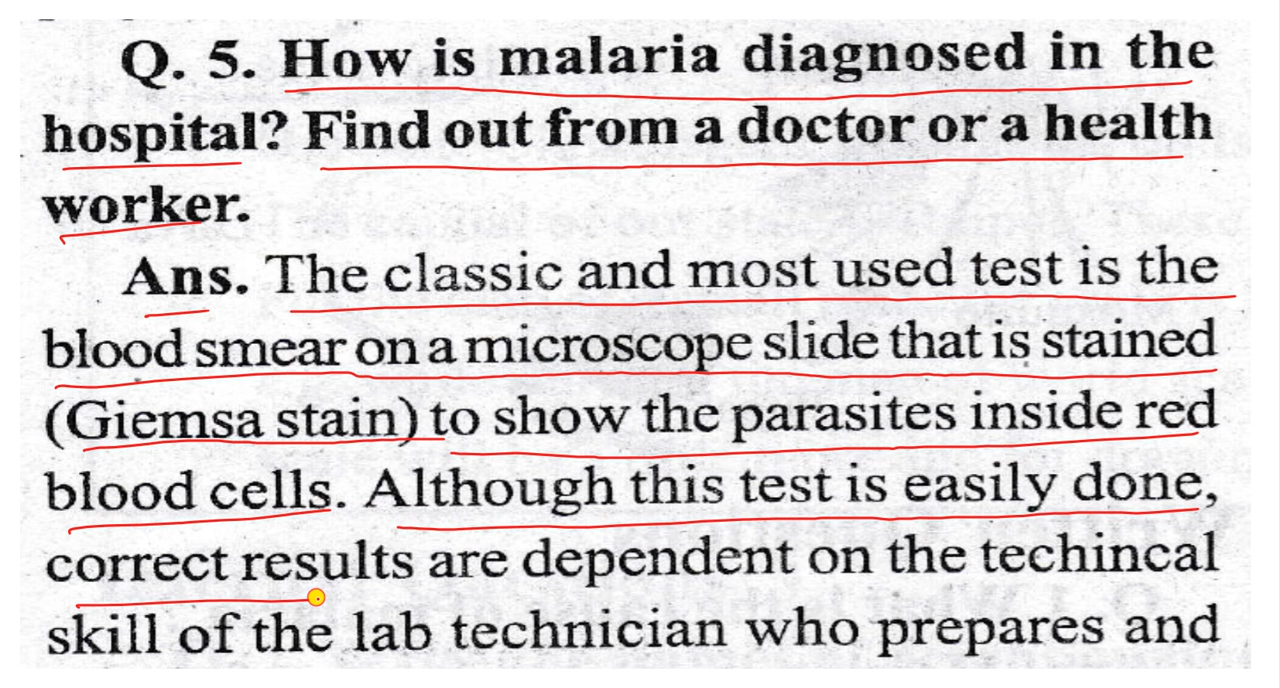 Q. 5. How is malaria diagnosed in the
hospital? Find out from a doctor or a health
worker.
Ans. The classic and most used test is the
blood smear on a microscope slide that is stained
(Giemsa stain) to show the parasites inside red
blood cells. Although this test is easily done,
correct results are dependent on the techincal
skill of the lab technician who prepares and